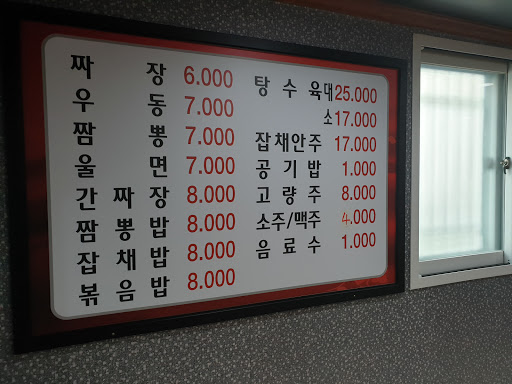 짜장 6.000
우동 7.000
짬뽕 7.000
울면 7.000
간짜장 8.000
짬뽕밥 8.000
잡채밥 8.000
볶음밥 8.000
탕수육대 25.000
소 17.000
잡채안주 17.000
공기밥 1.000
고량주 8.000
소주/맥주 4.000
음료수 1.000